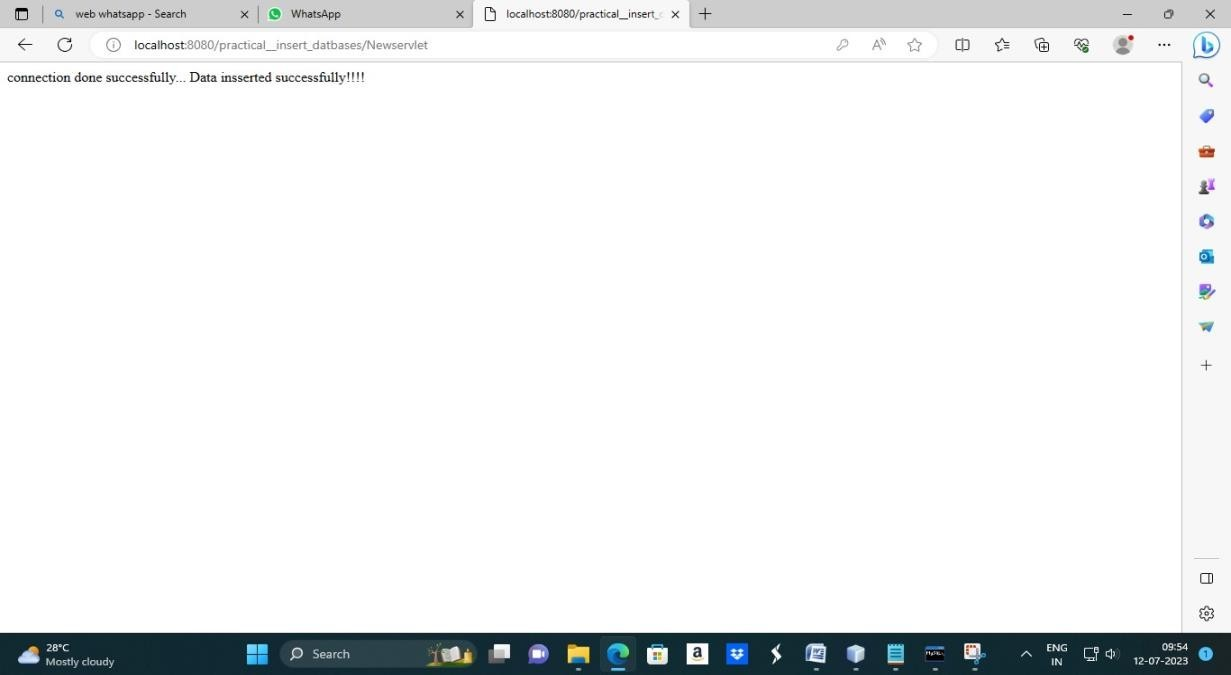 web whatsapp - Search
WhatsApp
localhost:8080/practical__insert_
localhost:8080/practical__insert_datbases/Newservlet
connection done successfully... Data insserted successfully!!!!
28°C
Mostly cloudy
Search
ENG
IN
09:54
12-07-2023
1